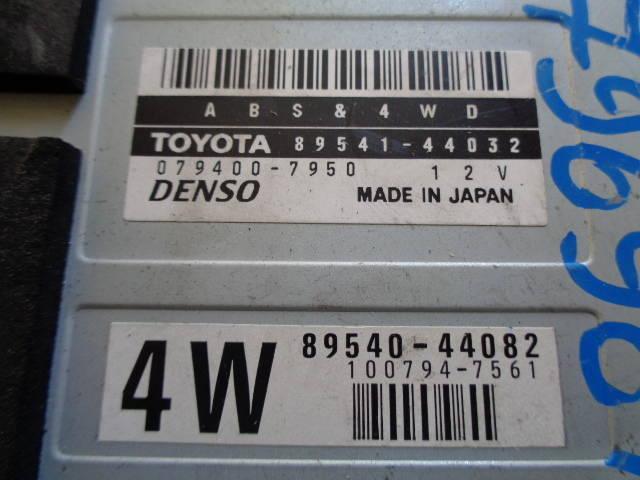 ABS&4WD
TOYOTA 89541-44032
079400-7950 12V
DENSO MADE IN JAPAN
4W
89540-44082
100794-7561